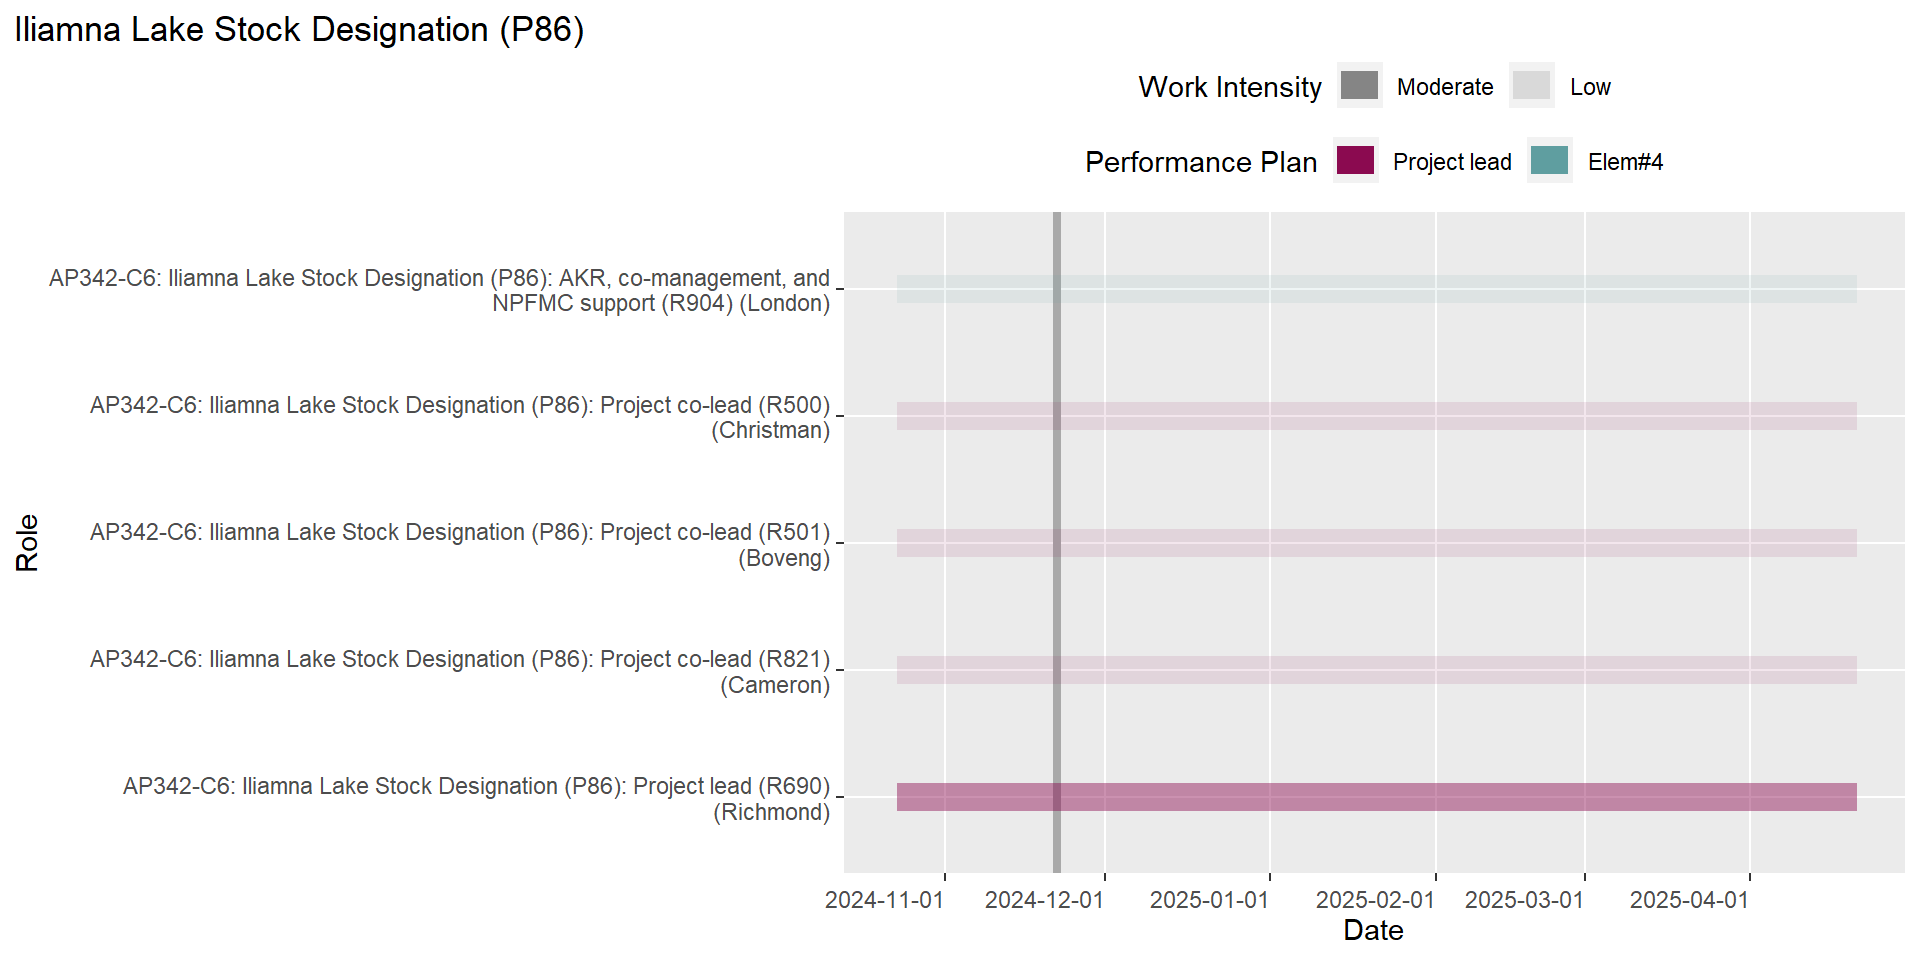 Iliamna Lake Stock Designation (P86)
Work Intensity Moderate Low
Performance Plan Project lead Elem#4
AP342-C6: Iliamna Lake Stock Designation (P86): AKR, co-management, and
NPFMC support (R904) (London)
AP342-C6: Iliamna Lake Stock Designation (P86): Project co-lead (R500)
(Christman)
AP342-C6: Iliamna Lake Stock Designation (P86): Project co-lead (R501)
(Boveng)
AP342-C6: Iliamna Lake Stock Designation (P86): Project co-lead (R821)
(Cameron)
AP342-C6: Iliamna Lake Stock Designation (P86): Project lead (R690)
(Richmond)
Role
2024-11-01 2024-12-01 2025-01-01 2025-02-01 2025-03-01 2025-04-01
Date